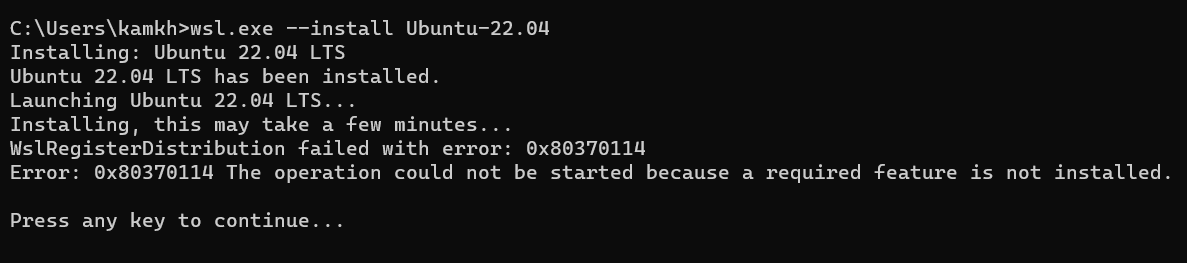 C:\Users\kamkh>wsl.exe --install Ubuntu-22.04
Installing: Ubuntu 22.04 LTS
Ubuntu 22.04 LTS has been installed.
Launching Ubuntu 22.04 LTS...
Installing, this may take a few minutes...
WslRegisterDistribution failed with error: 0x80370114
Error: 0x80370114 The operation could not be started because a required feature is not installed.
Press any key to continue...